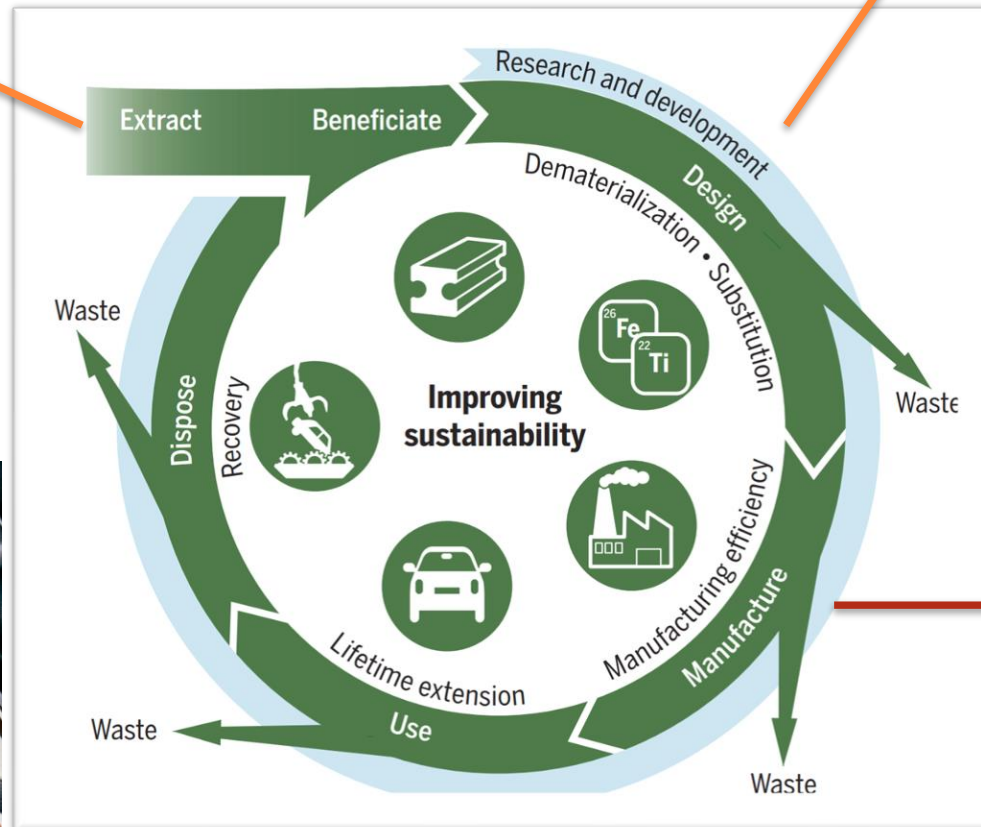 Extract
Beneficiate
Research and development
Design
Dematerialization • Substitution
Waste
Waste
26
Fe
22
Ti
Improving
sustainability
Dispose
Recovery
Manufacturing efficiency
Manufacture
Lifetime extension
Use
Waste
Waste